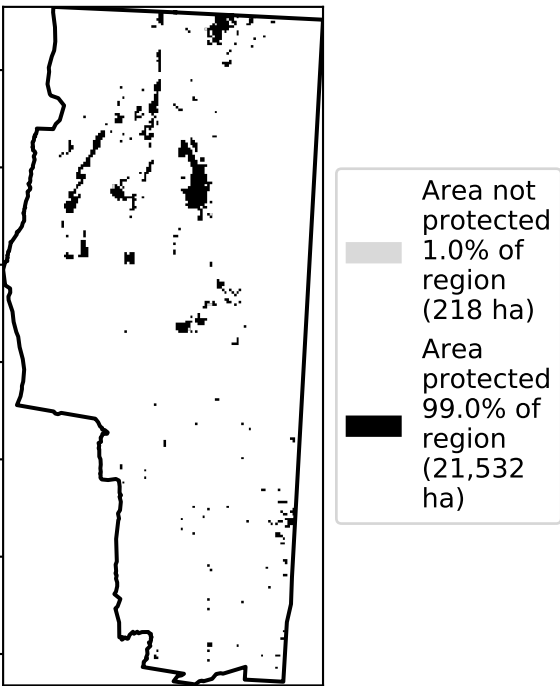 Area not
protected
1.0% of
region
(218 ha)
Area
protected
99.0% of
region
(21,532
ha)